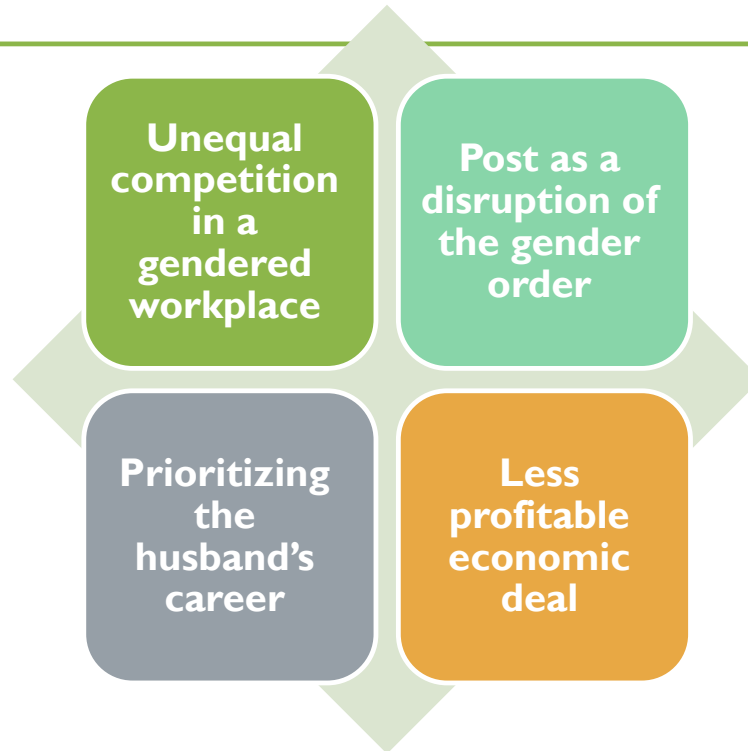 Unequal
competition
in a
gendered
workplace
Post as a
disruption of
the gender
order
Prioritizing
the
husband’s
career
Less
profitable
economic
deal